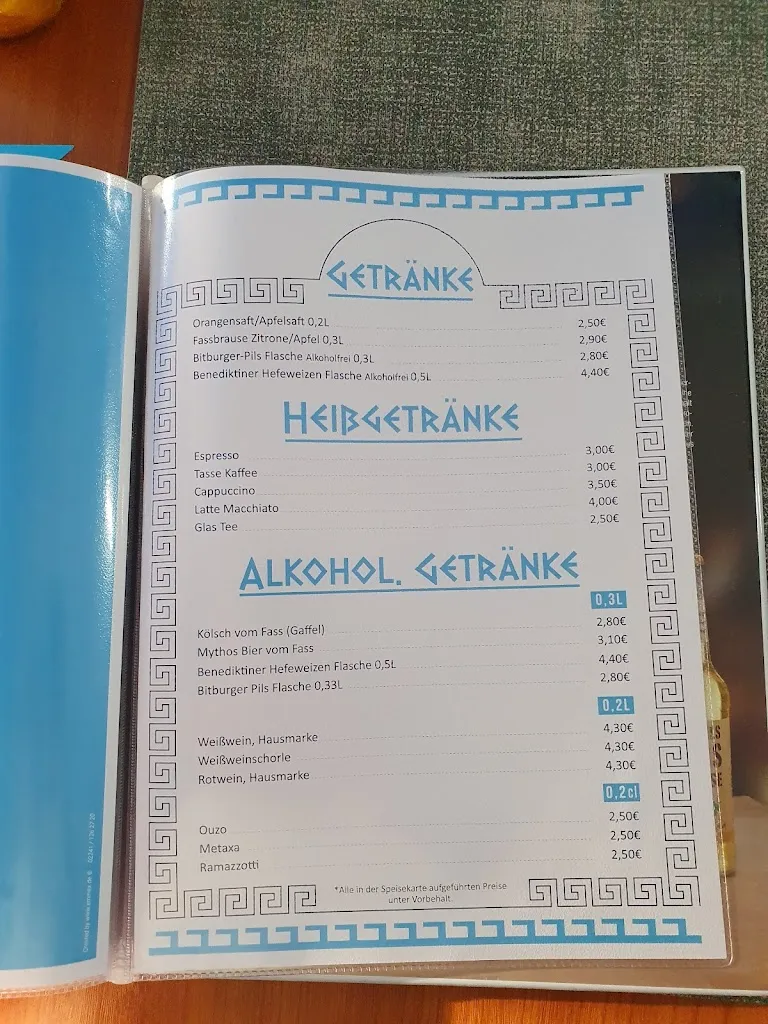 GETRÄNKE
Orangensaft/Apfelsaft 0,2L 2,50€
Fassbrause Zitrone/Apfel 0,3L 2,90€
Bitburger-Pils Flasche Alkoholfrei 0,3L 2,80€
Benediktiner Hefeweizen Flasche Alkoholfrei 0,5L 4,40€
HEIßGETRÄNKE
Espresso 3,00€
Tasse Kaffee 3,00€
Cappuccino 3,50€
Latte Macchiato 4,00€
Glas Tee 2,50€
ALKOHOL. GETRÄNKE
0,3L
Kölsch vom Fass (Gaffel) 2,80€
Mythos Bier vom Fass 3,10€
Benediktiner Hefeweizen Flasche 0,5L 4,40€
Bitburger Pils Flasche 0,33L 2,80€
0,2L
Weißwein, Hausmarke 4,30€
Weißweinschorle 4,30€
Rotwein, Hausmarke 4,30€
0,2cl
Ouzo 2,50€
Metaxa 2,50€
Ramazzotti 2,50€
*Alle in der Speisekarte aufgeführten Preise
unter Vorbehalt.